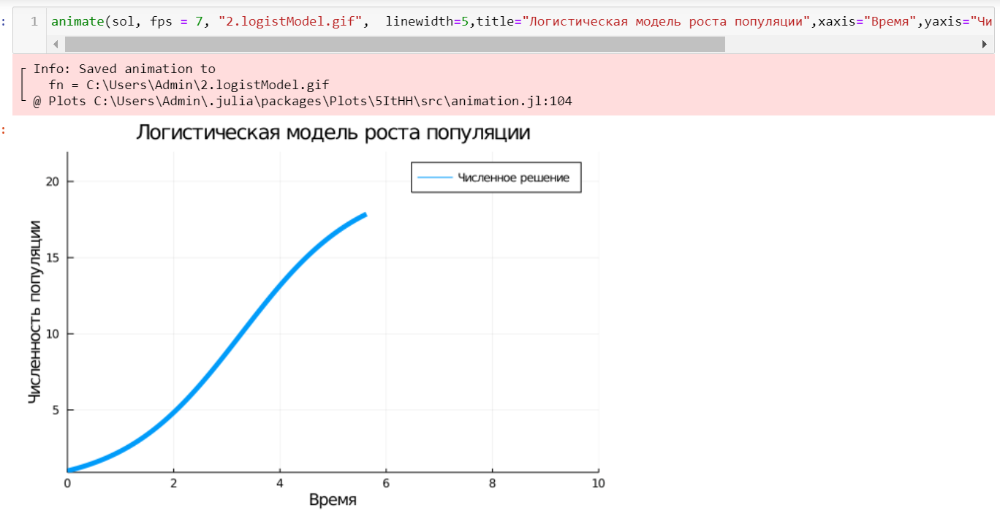 1 animate(sol, fps = 7, "2.logistModel.gif",  linewidth=5,title="Логистическая модель роста популяции",xaxis="Время",yaxis="Чи
Info: Saved animation to
fn = C:\Users\Admin\2.logistModel.gif
@ Plots C:\Users\Admin\.julia\packages\Plots\5ItHH\src\animation.jl:104
Логистическая модель роста популяции
Численное решение
20
15
10
5
Численность популяции
0 2 4 6 8 10
Время